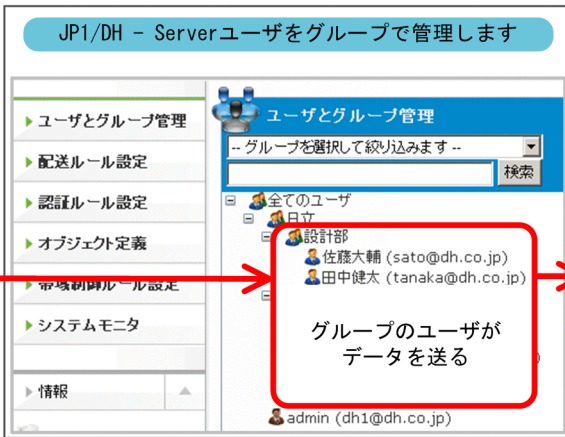 JP1/DH - Serverユーザをグループで管理します
ユーザとグループ管理
配送ルール設定
認証ルール設定
オブジェクト定義
帯域制御ルール設定
システムモニタ
情報
ユーザとグループ管理
-- グループを選択して絞り込みます --
検索
全てのユーザ
日立
設計部
佐藤大輔 (sato@dh.co.jp)
田中健太 (tanaka@dh.co.jp)
グループのユーザが
データを送る
admin (dh1@dh.co.jp)